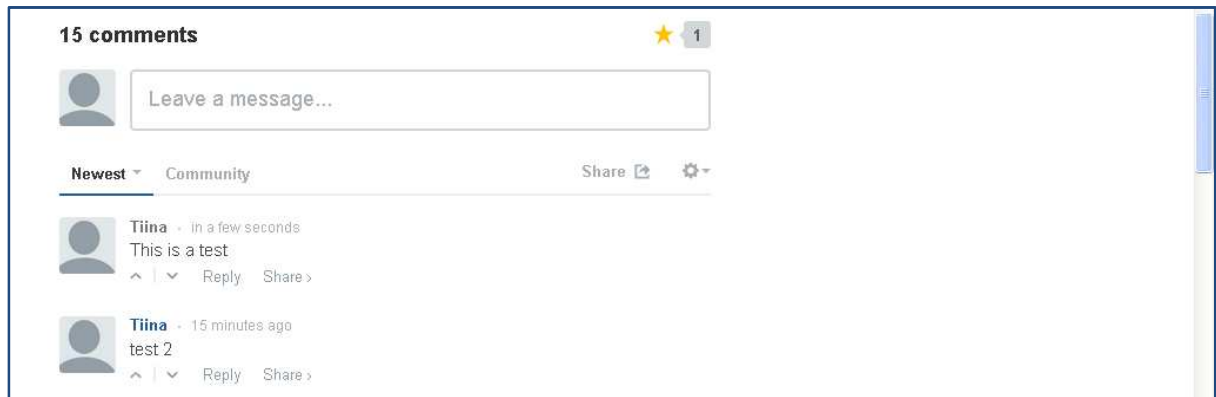 15 comments 1
Leave a message...
Newest Community Share
Tiina · in a few seconds
This is a test
Reply Share ›
Tiina · 15 minutes ago
test 2
Reply Share ›